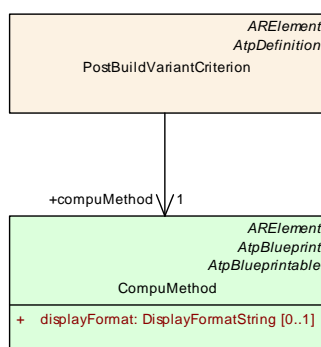 ARElement
AtpDefinition
PostBuildVariantCriterion
+compuMethod 1
ARElement
AtpBlueprint
AtpBlueprintable
CompuMethod
+ displayFormat: DisplayFormatString [0..1]